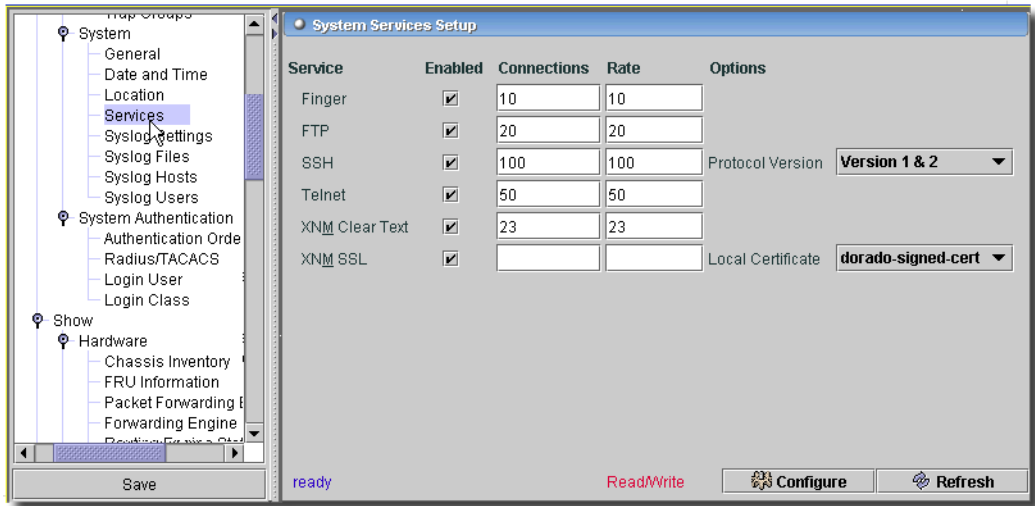 Trap Groups
System
General
Date and Time
Location
Services
Syslog Settings
Syslog Files
Syslog Hosts
Syslog Users
System Authentication
Authentication Orde
Radius/TACACS
Login User
Login Class
Show
Hardware
Chassis Inventory
FRU Information
Packet Forwarding E
Forwarding Engine
Save
System Services Setup
Service Enabled Connections Rate Options
Finger 10 10
FTP 20 20
SSH 100 100 Protocol Version Version 1 & 2
Telnet 50 50
XNM Clear Text 23 23
XNM SSL Local Certificate dorado-signed-cert
ready Read/Write Configure Refresh